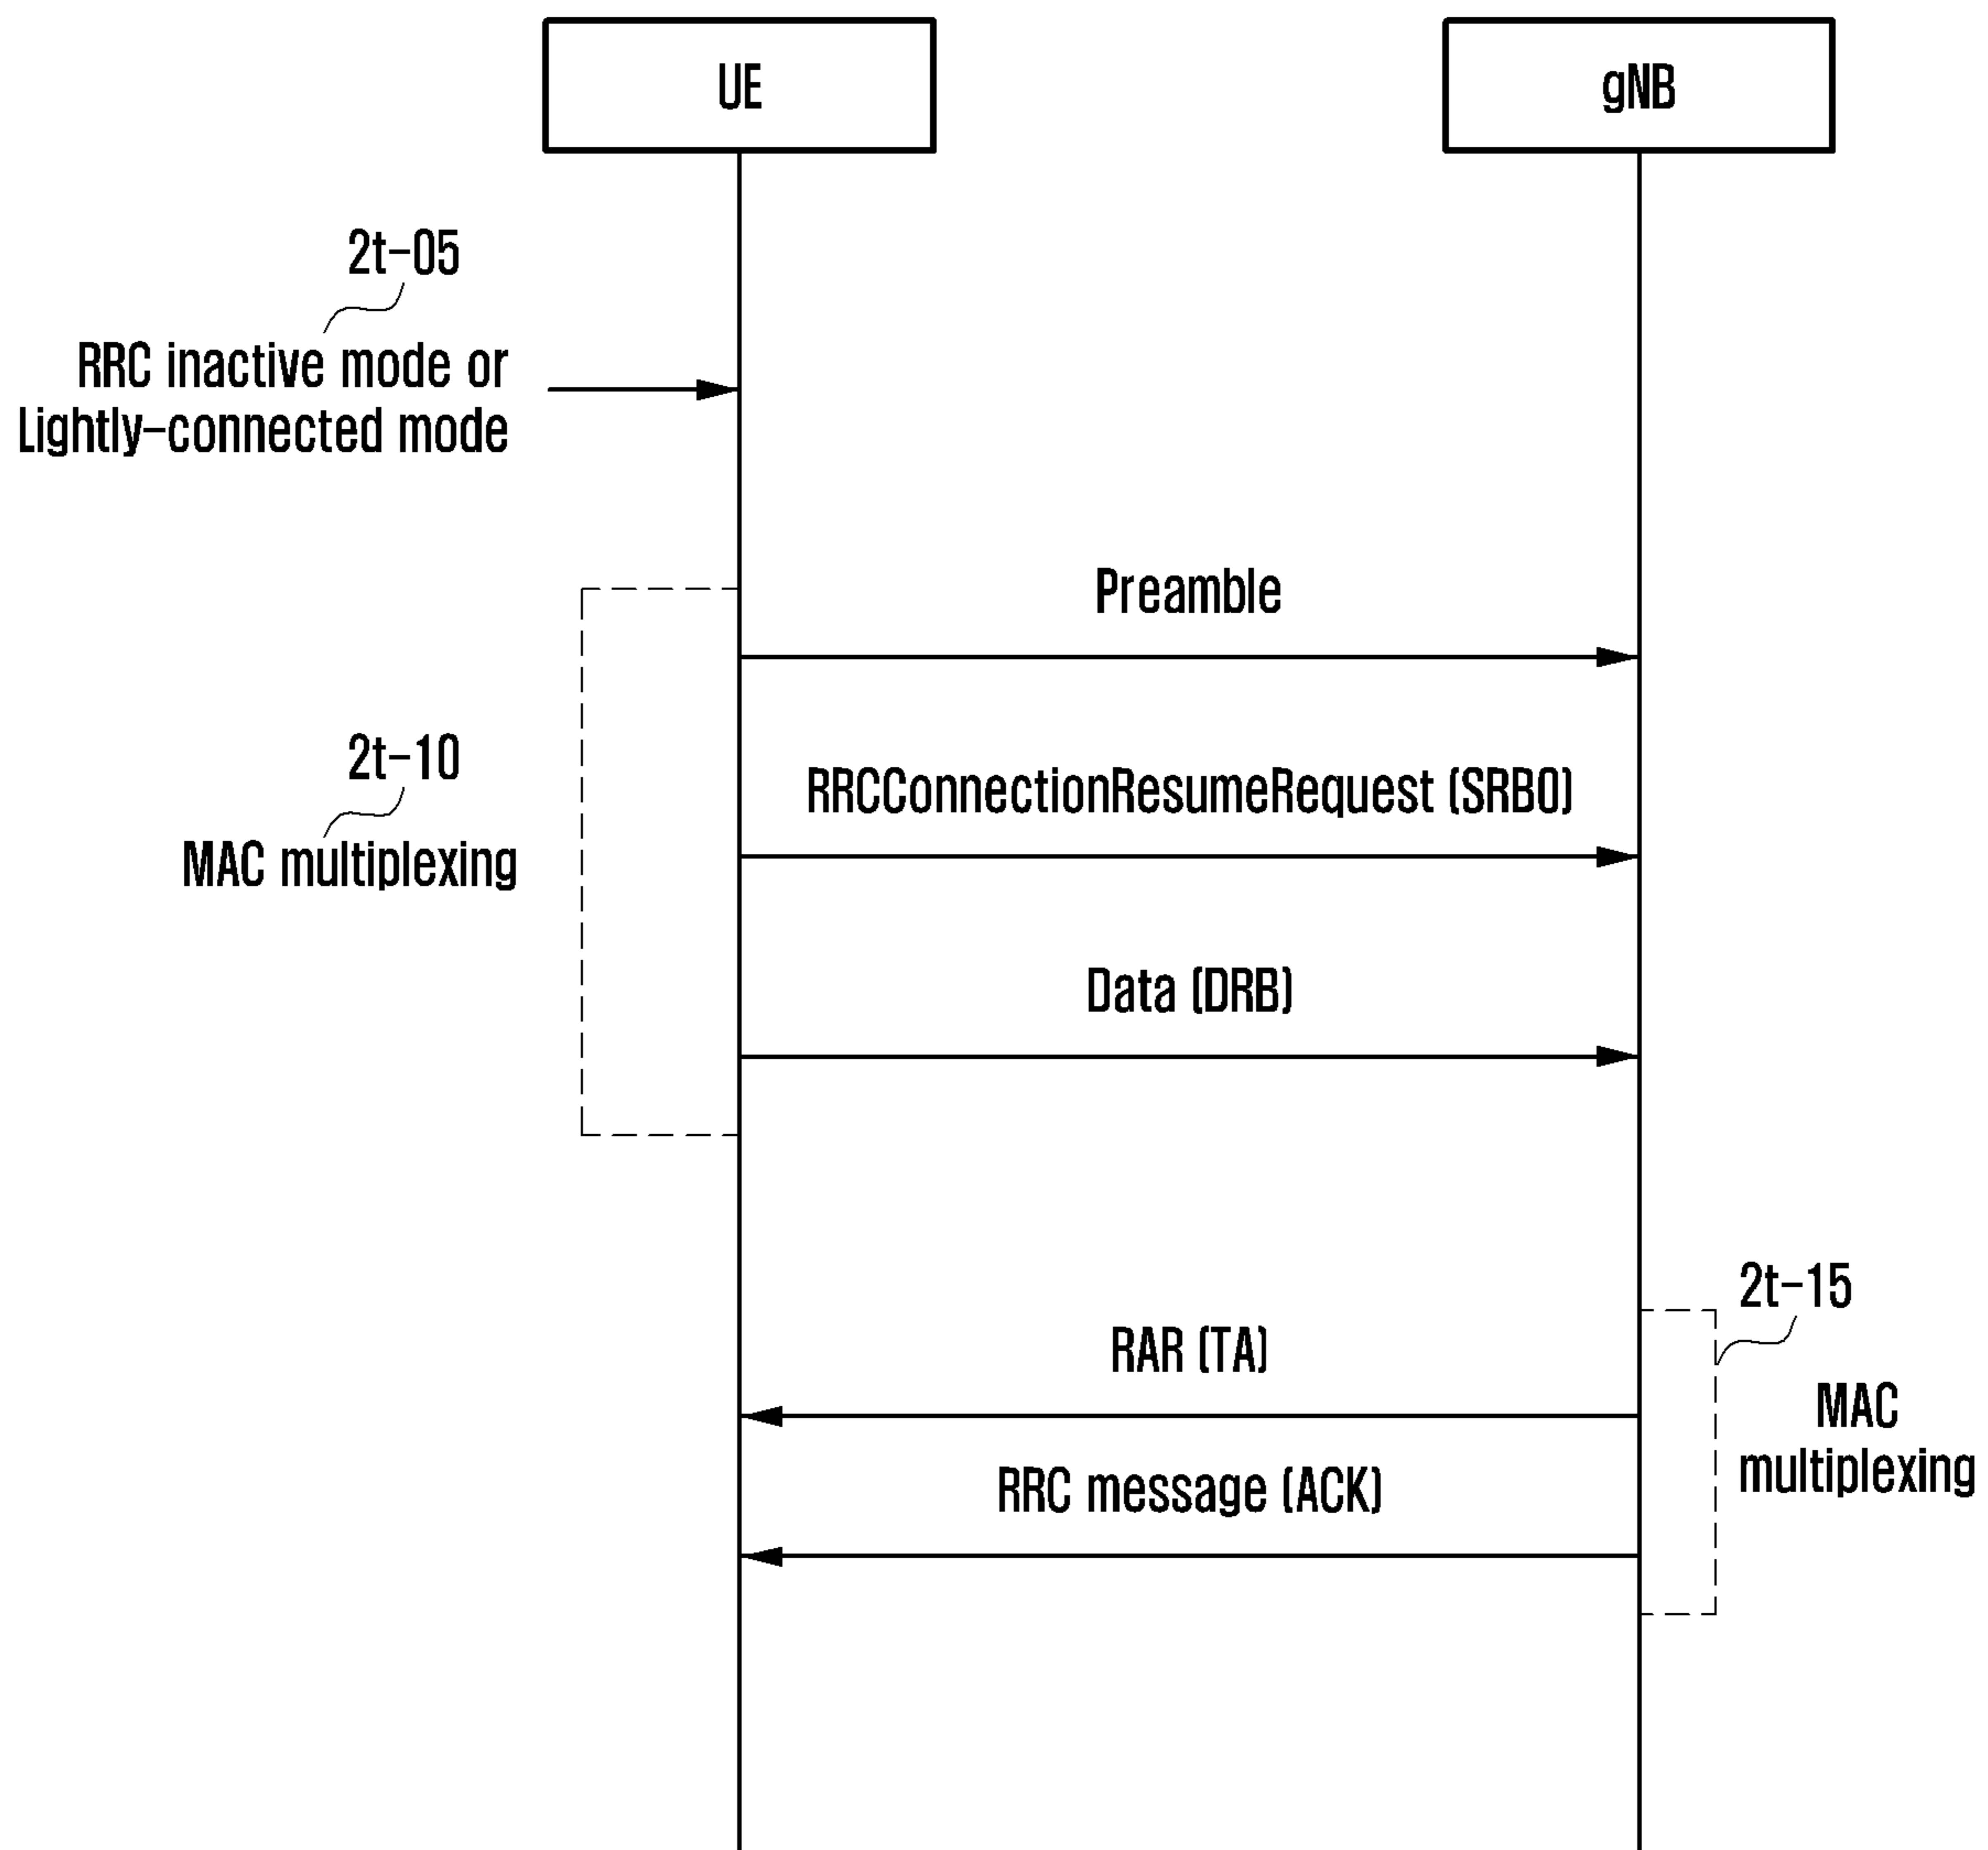 UE
gNB
2t-05
RRC inactive mode or
Lightly-connected mode
Preamble
2t-10
MAC multiplexing
RRCConnectionResumeRequest (SRB0)
Data (DRB)
2t-15
RAR (TA)
MAC
multiplexing
RRC message (ACK)